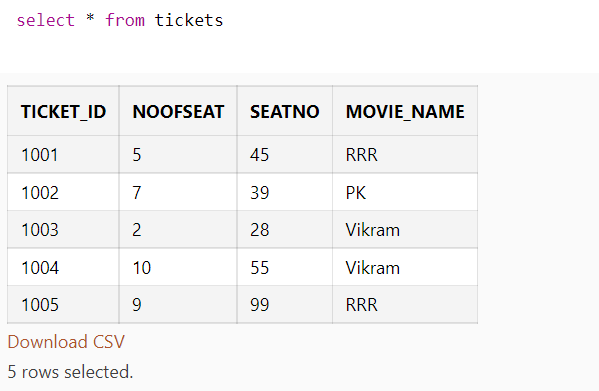 select * from tickets
TICKET_ID NOOFSEAT SEATNO MOVIE_NAME
1001 5 45 RRR
1002 7 39 PK
1003 2 28 Vikram
1004 10 55 Vikram
1005 9 99 RRR
Download CSV
5 rows selected.